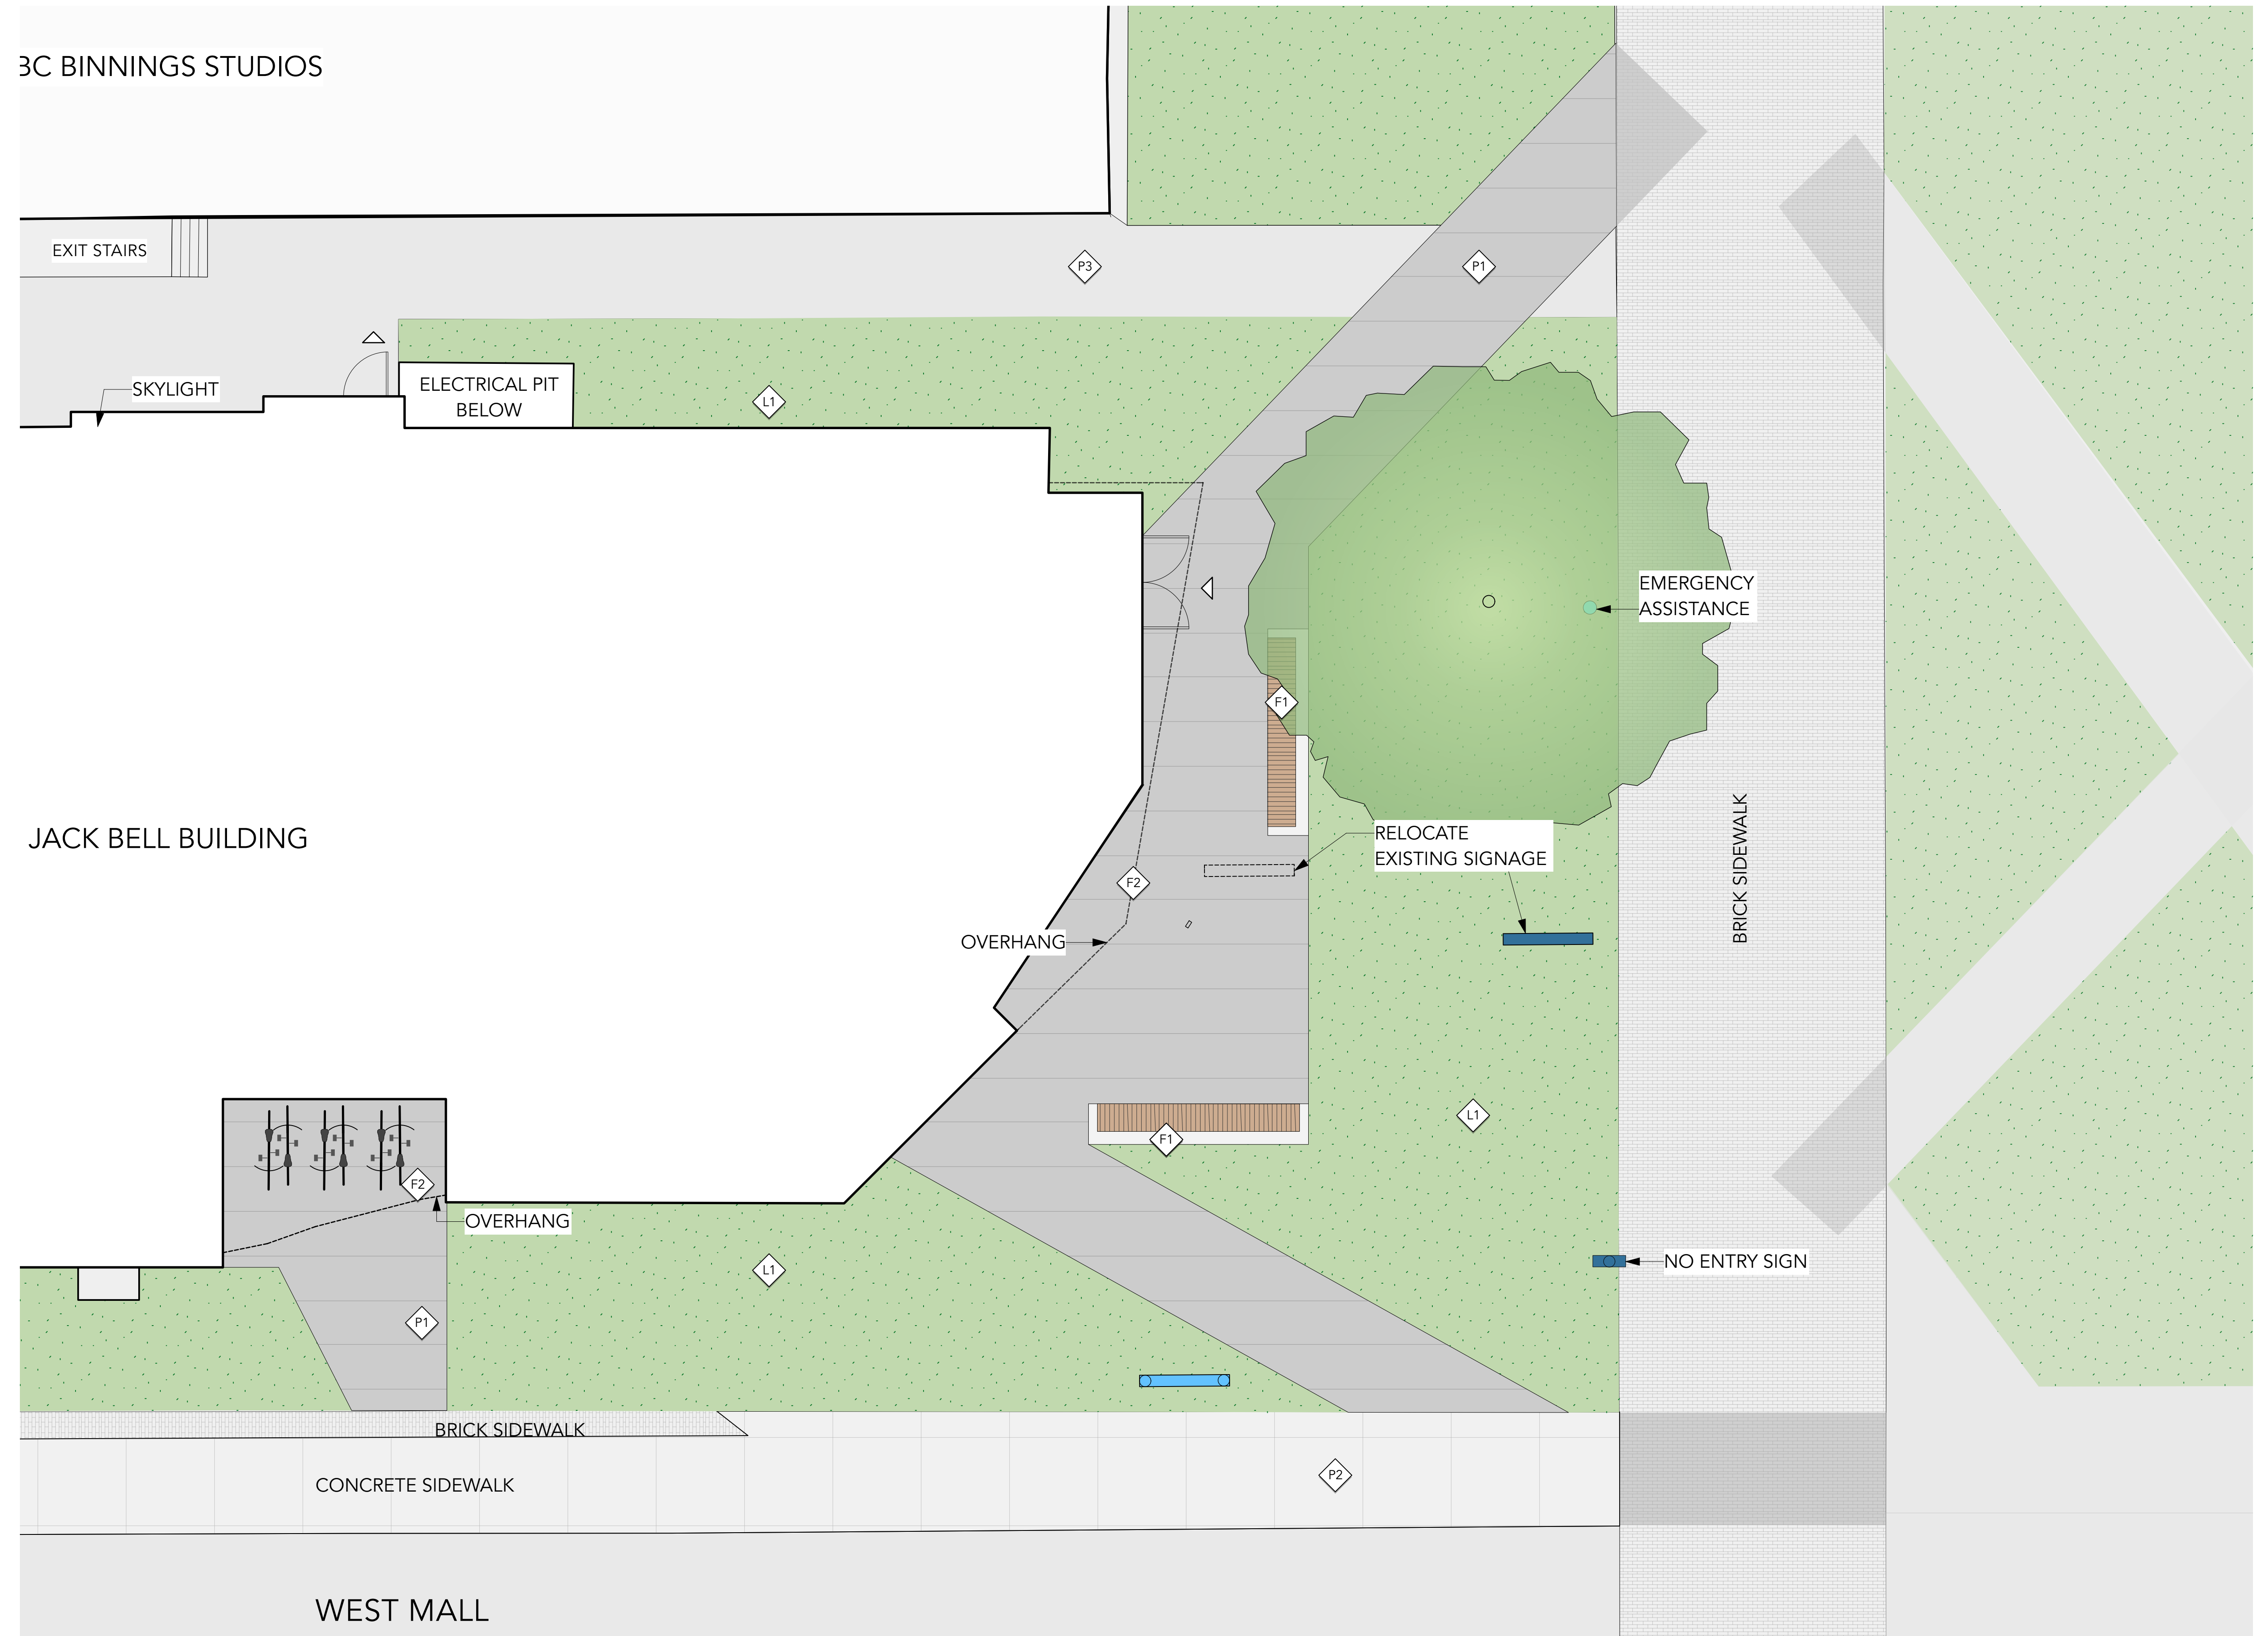 BC BINNINGS STUDIOS
EXIT STAIRS
P3
P1
SKYLIGHT
ELECTRICAL PIT
BELOW
L1
EMERGENCY
ASSISTANCE
F1
JACK BELL BUILDING
RELOCATE
EXISTING SIGNAGE
BRICK SIDEWALK
F2
OVERHANG
L1
F1
F2
OVERHANG
NO ENTRY SIGN
L1
P1
BRICK SIDEWALK
CONCRETE SIDEWALK
P2
WEST MALL